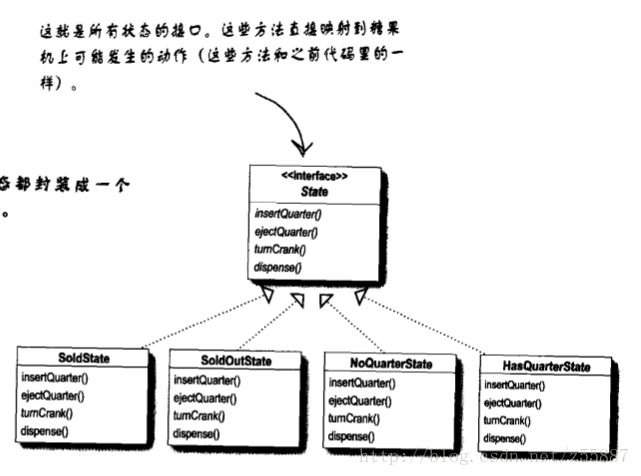 这就是所有状态的接口。这些方法直接映射到糖果
机上可能发生的动作（这些方法和之前代码里的一
样）。
态都封装成一个
。
<<interface>>
State
insertQuarter()
ejectQuarter()
turnCrank()
dispense()
SoldState
insertQuarter()
ejectQuarter()
turnCrank()
dispense()
SoldOutState
insertQuarter()
ejectQuarter()
turnCrank()
dispense()
NoQuarterState
insertQuarter()
ejectQuarter()
turnCrank()
dispense()
HasQuarterState
insertQuarter()
ejectQuarter()
turnCrank()
dispense()
http://blog.csdn.net/z55887